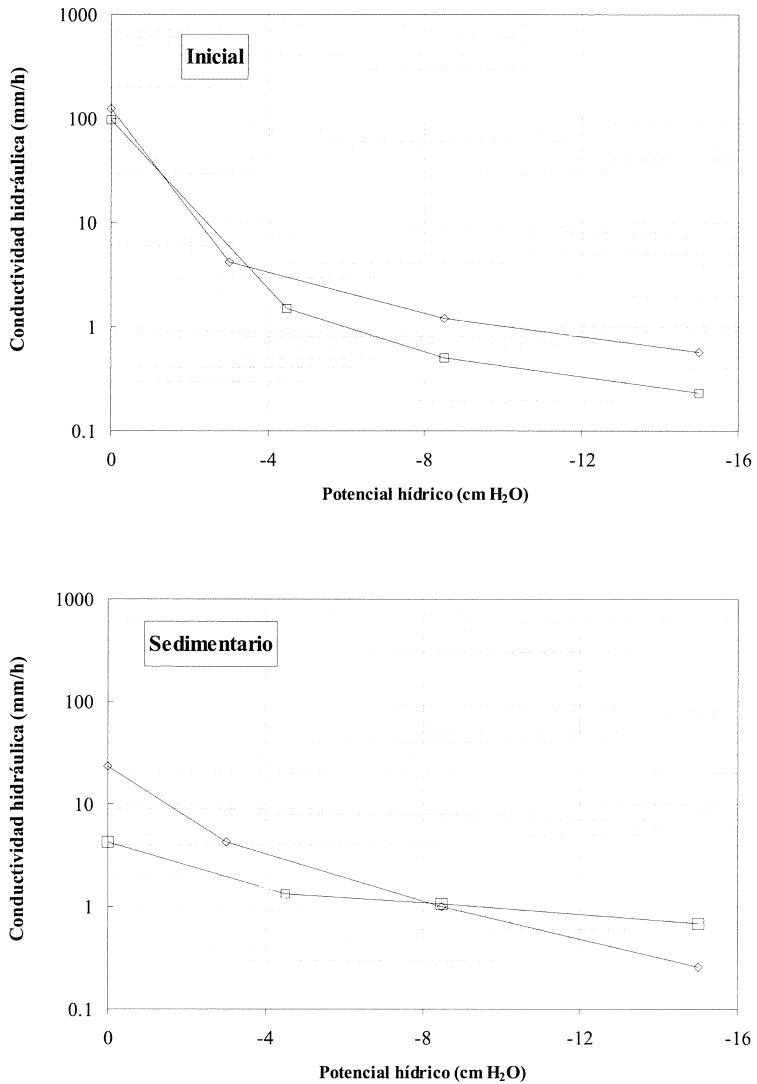 1000
Inicial
100
10
1
0.1
0 -4 -8 -12 -16
Conductividad hidráulica (mm/h)
Potencial hídrico (cm H₂O)
1000
Sedimentario
100
10
1
0.1
0 -4 -8 -12 -16
Conductividad hidráulica (mm/h)
Potencial hídrico (cm H₂O)